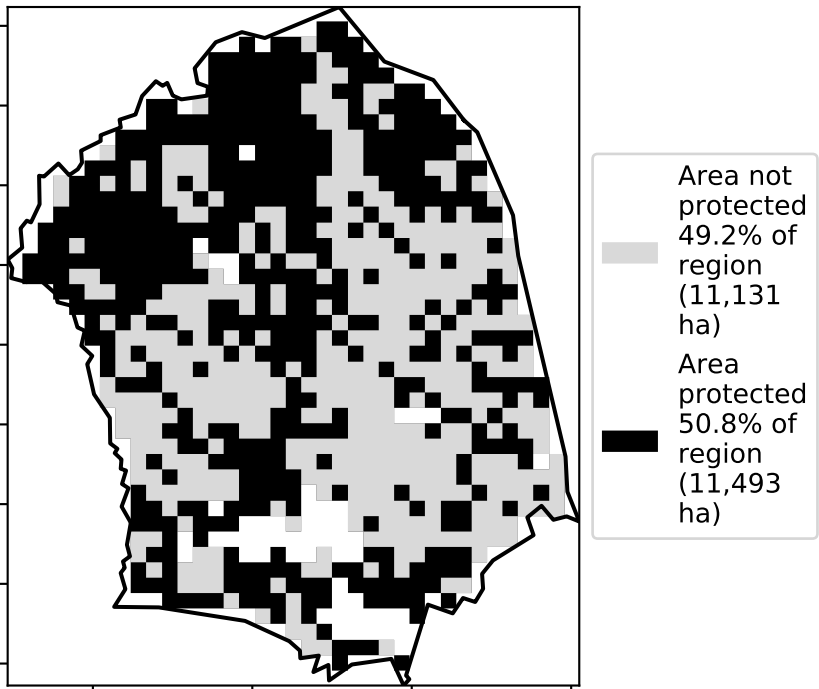 Area not
protected
49.2% of
region
(11,131
ha)
Area
protected
50.8% of
region
(11,493
ha)